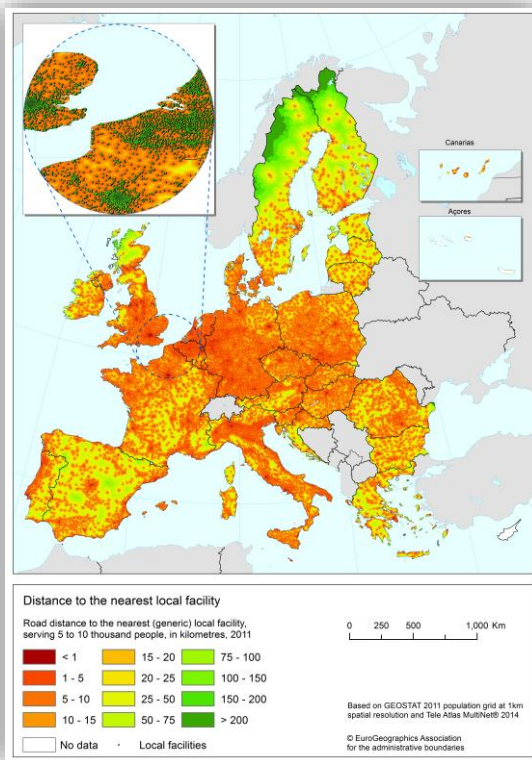 Canarias
Açores
Distance to the nearest local facility
Road distance to the nearest (generic) local facility,
serving 5 to 10 thousand people, in kilometres, 2011
< 1
15 - 20
75 - 100
1 - 5
20 - 25
100 - 150
5 - 10
25 - 50
150 - 200
10 - 15
50 - 75
> 200
No data
Local facilities
0 250 500 1,000 Km
Based on GEOSTAT 2011 population grid at 1km
spatial resolution and Tele Atlas MultiNet® 2014
© EuroGeographics Association
for the administrative boundaries